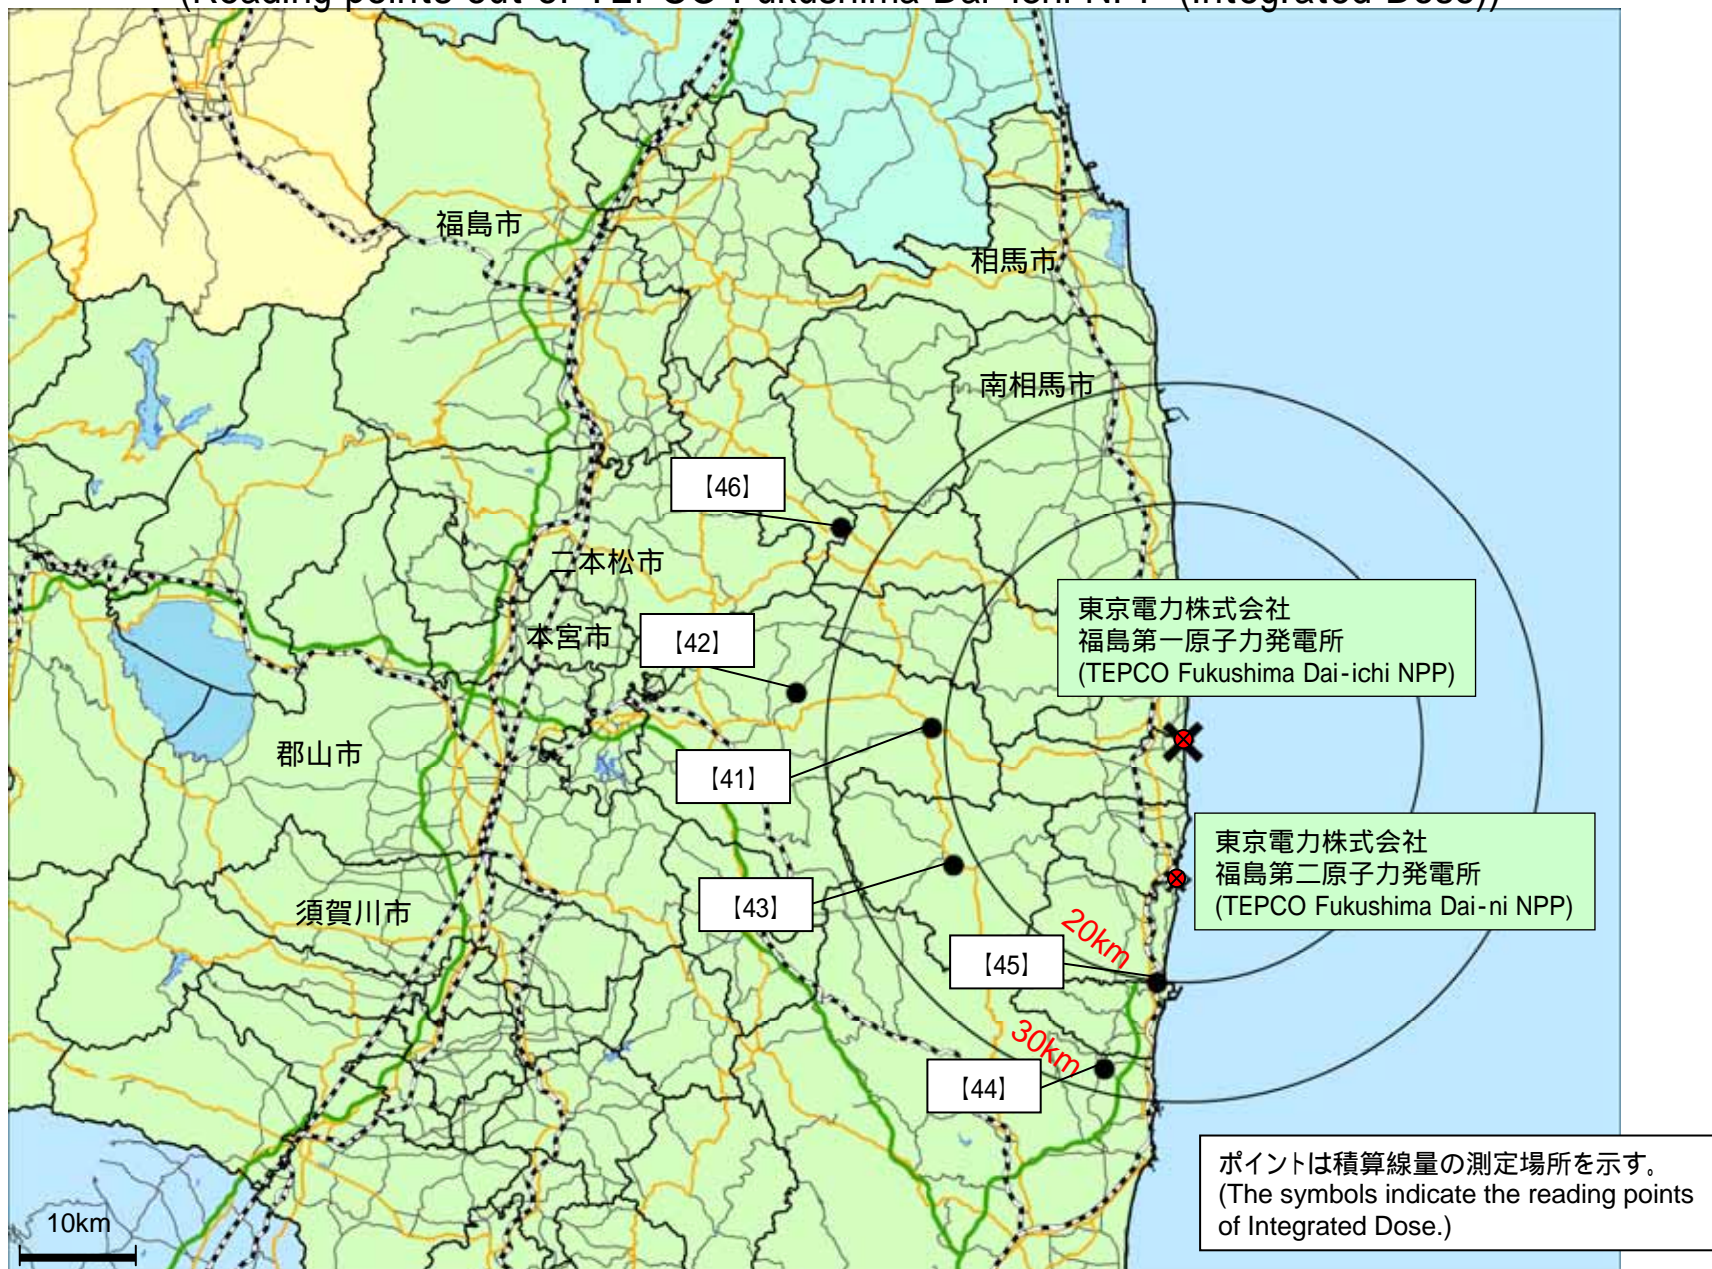 福島市
相馬市
南相馬市
【46】
二本松市
東京電力株式会社
福島第一原子力発電所
(TEPCO Fukushima Dai-ichi NPP)
本宮市
【42】
郡山市
【41】
東京電力株式会社
福島第二原子力発電所
(TEPCO Fukushima Dai-ni NPP)
須賀川市
【43】
20km
【45】
30km
【44】
ポイントは積算線量の測定場所を示す。
(The symbols indicate the reading points
of Integrated Dose.)
10km